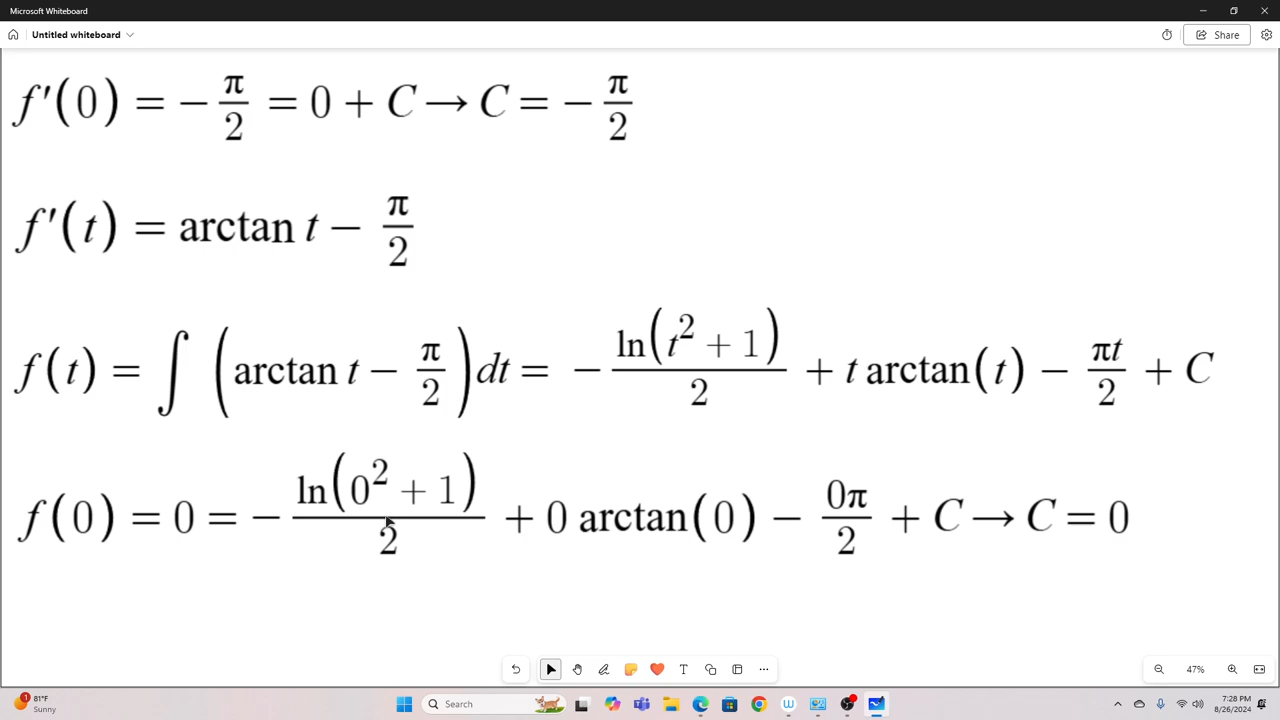 Microsoft Whiteboard
Untitled whiteboard
Share
f'(0) = −π/2 = 0 + C → C = −π/2
f'(t) = arctan t − π/2
f(t) = ∫ (arctan t − π/2) dt = − ln(t² + 1)/2 + t arctan(t) − πt/2 + C
f(0) = 0 = − ln(0² + 1)/2 + 0 arctan(0) − 0π/2 + C → C = 0
T
47%
1
81°F
Sunny
Search
7:28 PM
8/26/2024